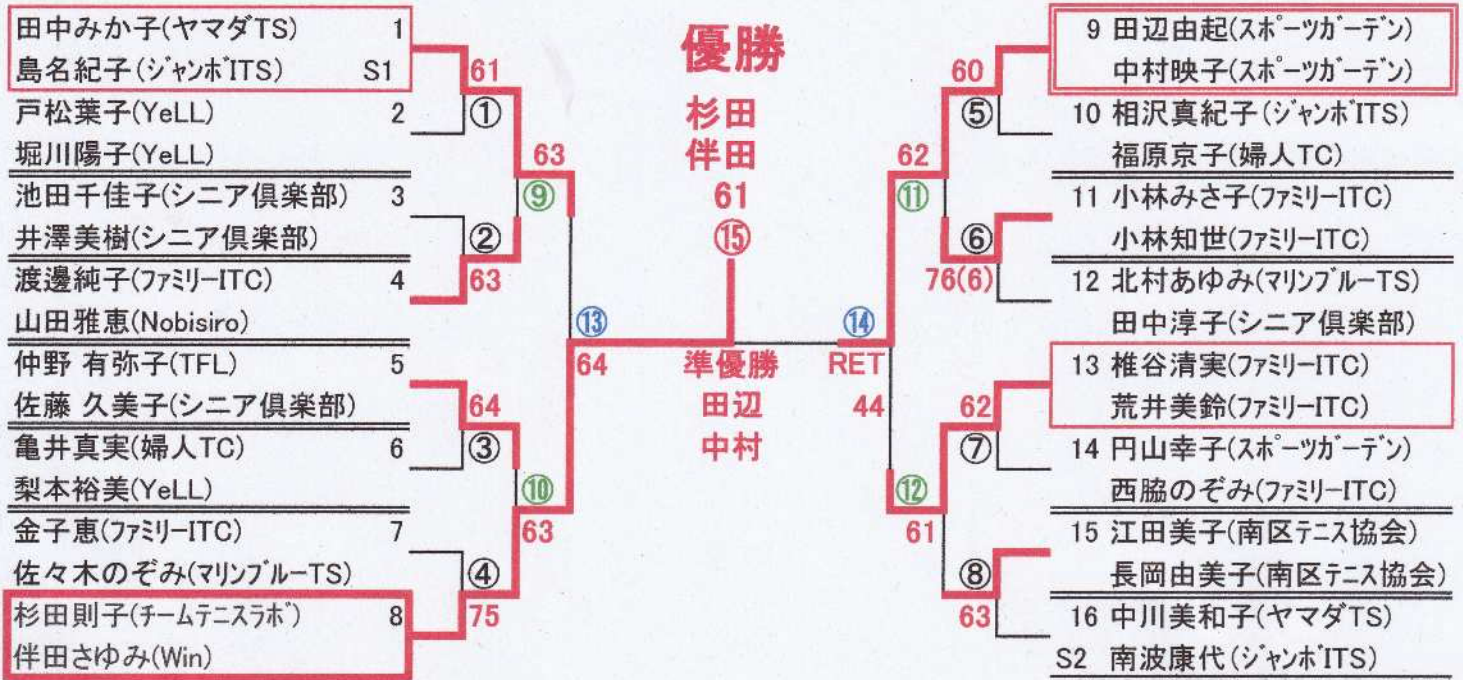 田中みか子(ヤマダTS) 1
島名紀子(ジャンボITS) S1
戸松葉子(YeLL) 2
堀川陽子(YeLL)
池田千佳子(シニア倶楽部) 3
井澤美樹(シニア倶楽部)
渡邊純子(ファミリーITC) 4
山田雅恵(Nobisiro)
仲野 有弥子(TFL) 5
佐藤 久美子(シニア倶楽部)
亀井真実(婦人TC) 6
梨本裕美(YeLL)
金子恵(ファミリーITC) 7
佐々木のぞみ(マリンブルーTS)
杉田則子(チームテニスラボ) 8
伴田さゆみ(Win)
61
①
②
63
64
③
④
75
63
⑨
⑩
63
⑬
64
優勝
杉田
伴田
61
⑮
準優勝
田辺
中村
⑭
RET
44
62
⑪
⑫
61
60
⑤
⑥
76(6)
62
⑦
⑧
63
9 田辺由起(スポーツガーデン)
中村映子(スポーツガーデン)
10 相沢真紀子(ジャンボITS)
福原京子(婦人TC)
11 小林みさ子(ファミリーITC)
小林知世(ファミリーITC)
12 北村あゆみ(マリンブルーTS)
田中淳子(シニア倶楽部)
13 椎谷清実(ファミリーITC)
荒井美鈴(ファミリーITC)
14 円山幸子(スポーツガーデン)
西脇のぞみ(ファミリーITC)
15 江田美子(南区テニス協会)
長岡由美子(南区テニス協会)
16 中川美和子(ヤマダTS)
S2 南波康代(ジャンボITS)